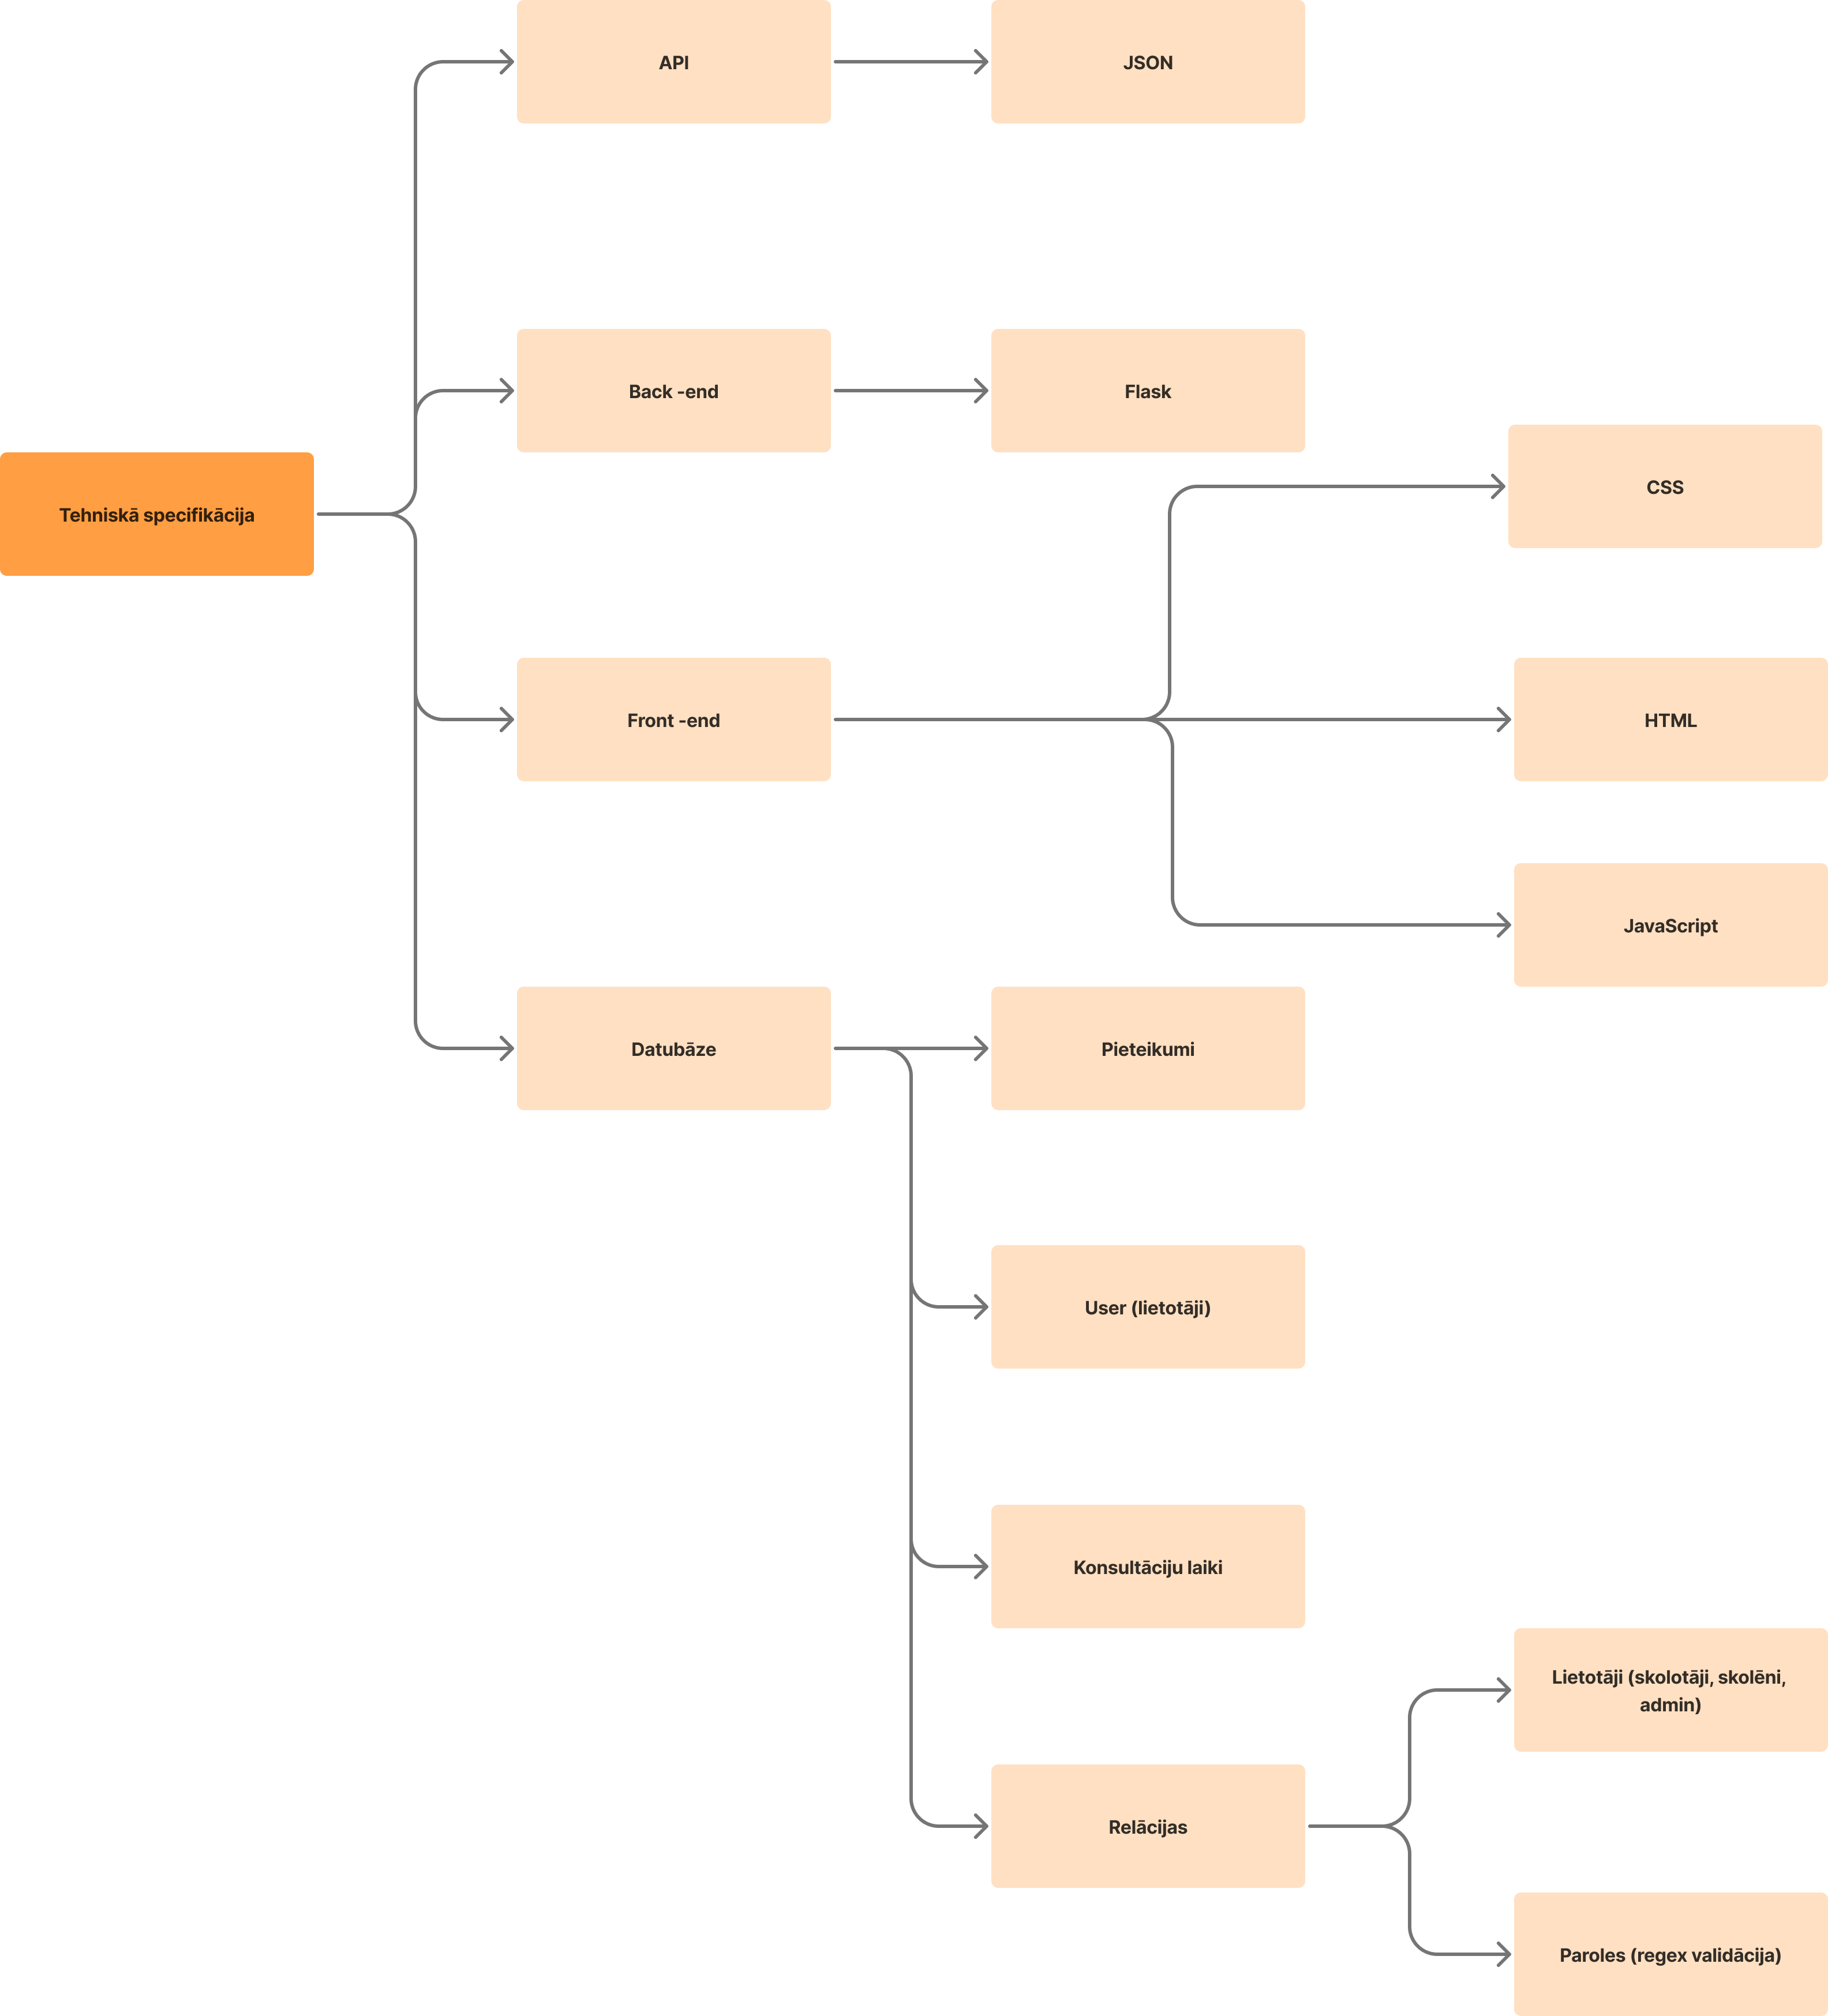 API
JSON
Back -end
Flask
CSS
Tehniskā specifikācija
Front -end
HTML
JavaScript
Datubāze
Pieteikumi
User (lietotāji)
Konsultāciju laiki
Lietotāji (skolotāji, skolēni,
admin)
Relācijas
Paroles (regex validācija)